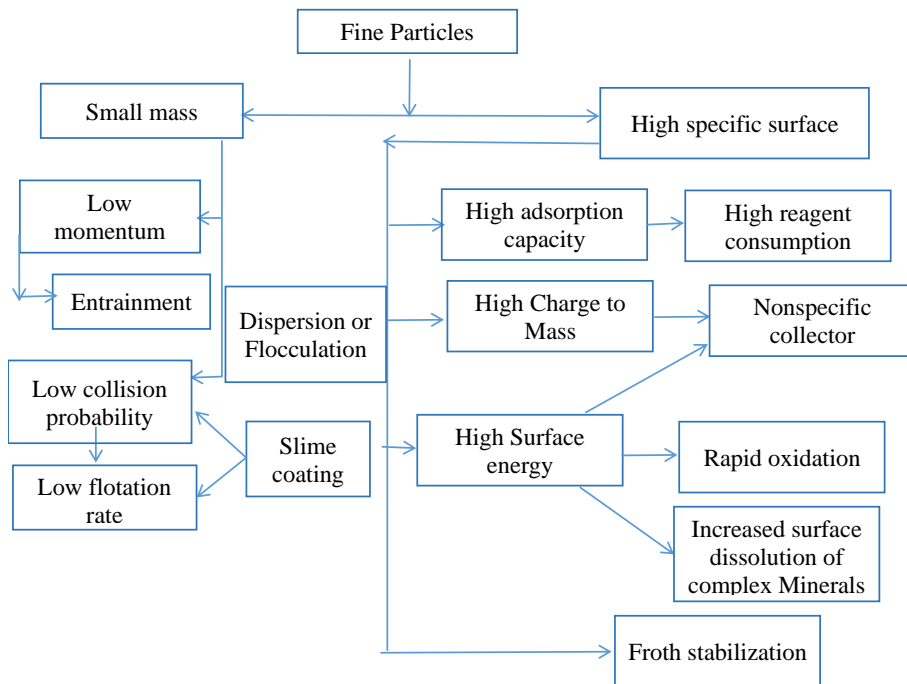 Fine Particles
Small mass
High specific surface
Low
momentum
High adsorption
capacity
High reagent
consumption
Entrainment
Dispersion or
Flocculation
High Charge to
Mass
Nonspecific
collector
Low collision
probability
Slime
coating
High Surface
energy
Rapid oxidation
Low flotation
rate
Increased surface
dissolution of
complex Minerals
Froth stabilization